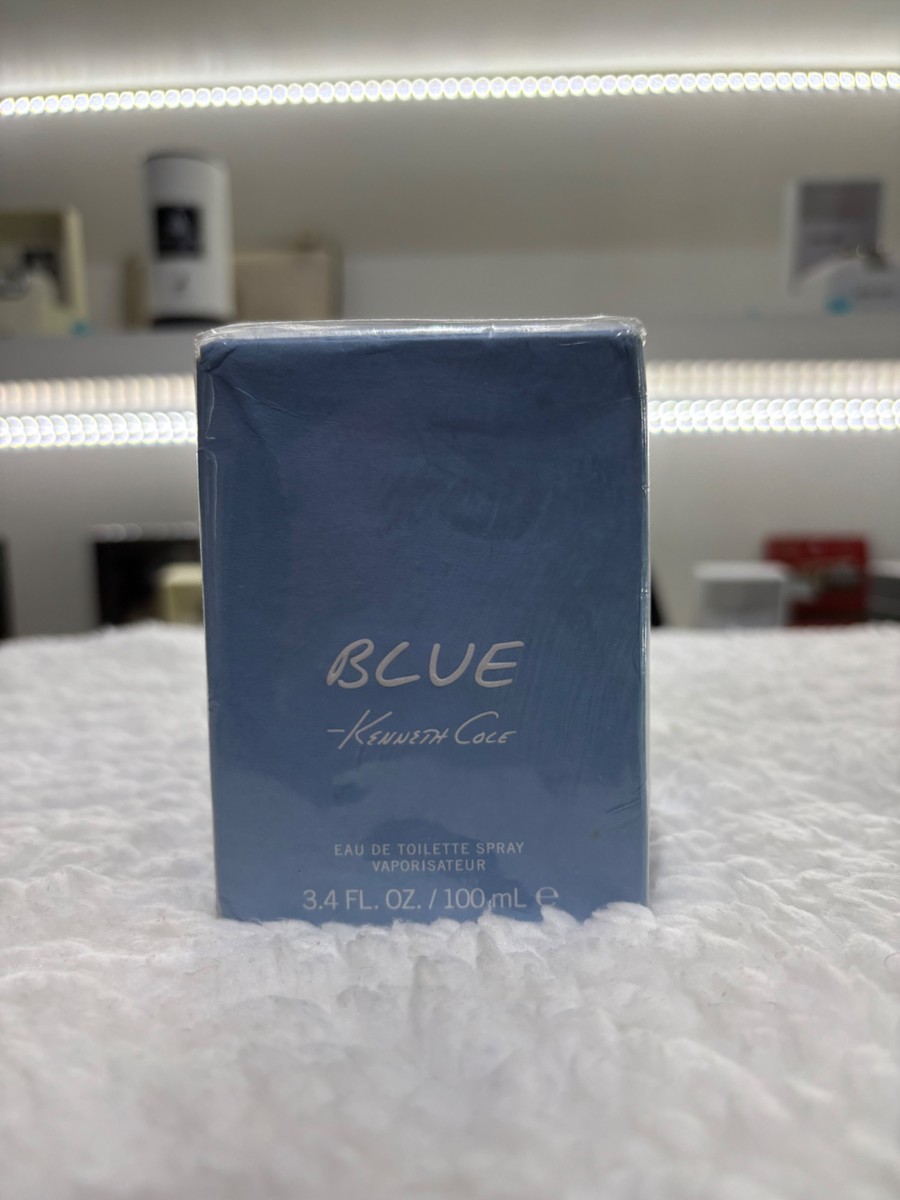 BLUE
-KENNETH COLE
EAU DE TOILETTE SPRAY
VAPORISATEUR
3.4 FL. OZ. / 100 mL ℮